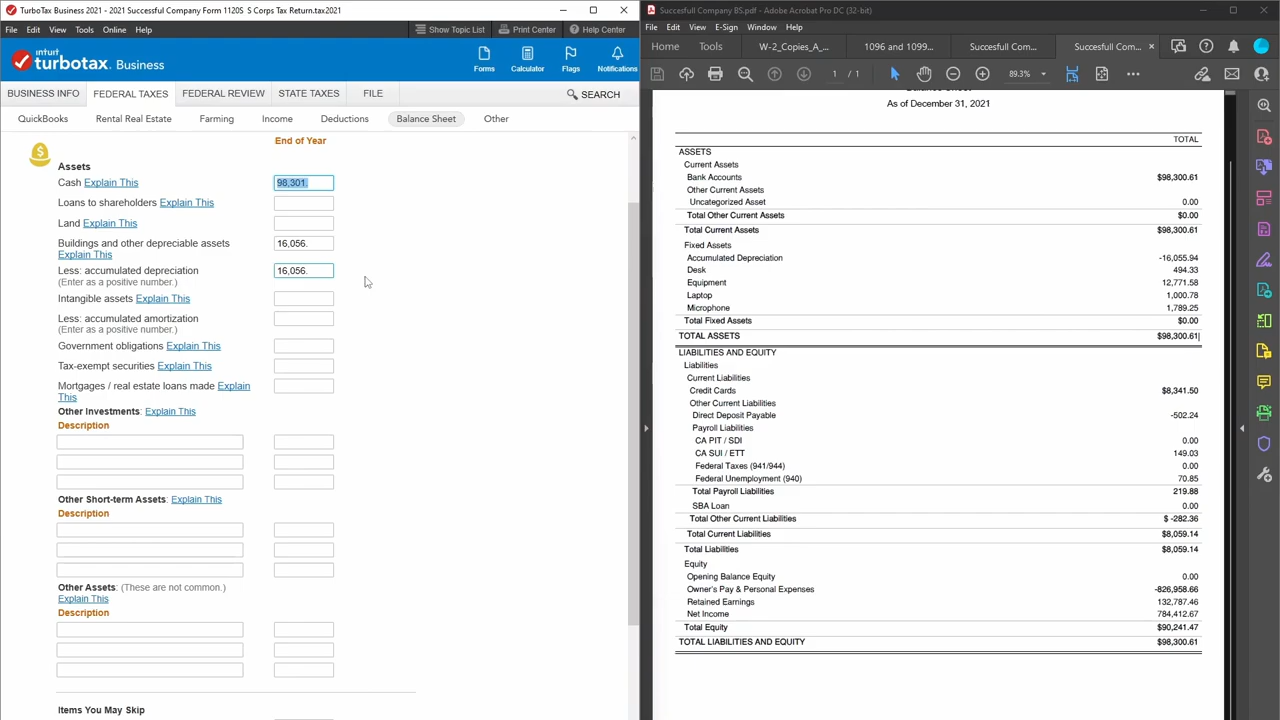 TurboTax Business 2021 - 2021 Successful Company Form 1120S S Corps Tax Return.tax2021
File Edit View Tools Online Help
Show Topic List Print Center Help Center
intuit turbotax. Business
Forms Calculator Flags Notifications
BUSINESS INFO FEDERAL TAXES FEDERAL REVIEW STATE TAXES FILE SEARCH
QuickBooks Rental Real Estate Farming Income Deductions Balance Sheet Other
End of Year
Assets
Cash Explain This 98,301.
Loans to shareholders Explain This
Land Explain This
Buildings and other depreciable assets 16,056.
Explain This
Less: accumulated depreciation 16,056.
(Enter as a positive number.)
Intangible assets Explain This
Less: accumulated amortization
(Enter as a positive number.)
Government obligations Explain This
Tax-exempt securities Explain This
Mortgages / real estate loans made Explain
This
Other Investments: Explain This
Description
Other Short-term Assets: Explain This
Description
Other Assets: (These are not common.)
Explain This
Description
Items You May Skip
Succesfull Company BS.pdf - Adobe Acrobat Pro DC (32-bit)
File Edit View E-Sign Window Help
Home Tools W-2_Copies_A_... 1096 and 1099... Succesfull Com... Succesfull Com... ×
1 / 1 89.3%
As of December 31, 2021
TOTAL
ASSETS
Current Assets
Bank Accounts $98,300.61
Other Current Assets
Uncategorized Asset 0.00
Total Other Current Assets $0.00
Total Current Assets $98,300.61
Fixed Assets
Accumulated Depreciation -16,055.94
Desk 494.33
Equipment 12,771.58
Laptop 1,000.78
Microphone 1,789.25
Total Fixed Assets $0.00
TOTAL ASSETS $98,300.61
LIABILITIES AND EQUITY
Liabilities
Current Liabilities
Credit Cards $8,341.50
Other Current Liabilities
Direct Deposit Payable -502.24
Payroll Liabilities
CA PIT / SDI 0.00
CA SUI / ETT 149.03
Federal Taxes (941/944) 0.00
Federal Unemployment (940) 70.85
Total Payroll Liabilities 219.88
SBA Loan 0.00
Total Other Current Liabilities $ -282.36
Total Current Liabilities $8,059.14
Total Liabilities $8,059.14
Equity
Opening Balance Equity 0.00
Owner's Pay & Personal Expenses -826,958.66
Retained Earnings 132,787.46
Net Income 784,412.67
Total Equity $90,241.47
TOTAL LIABILITIES AND EQUITY $98,300.61